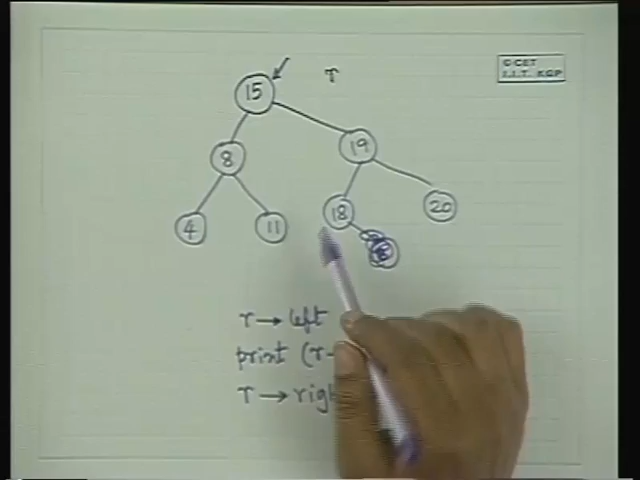 © CET
I.I.T. KGP
r
15
8
19
4
11
18
20
r → left
print (r-
r → righ